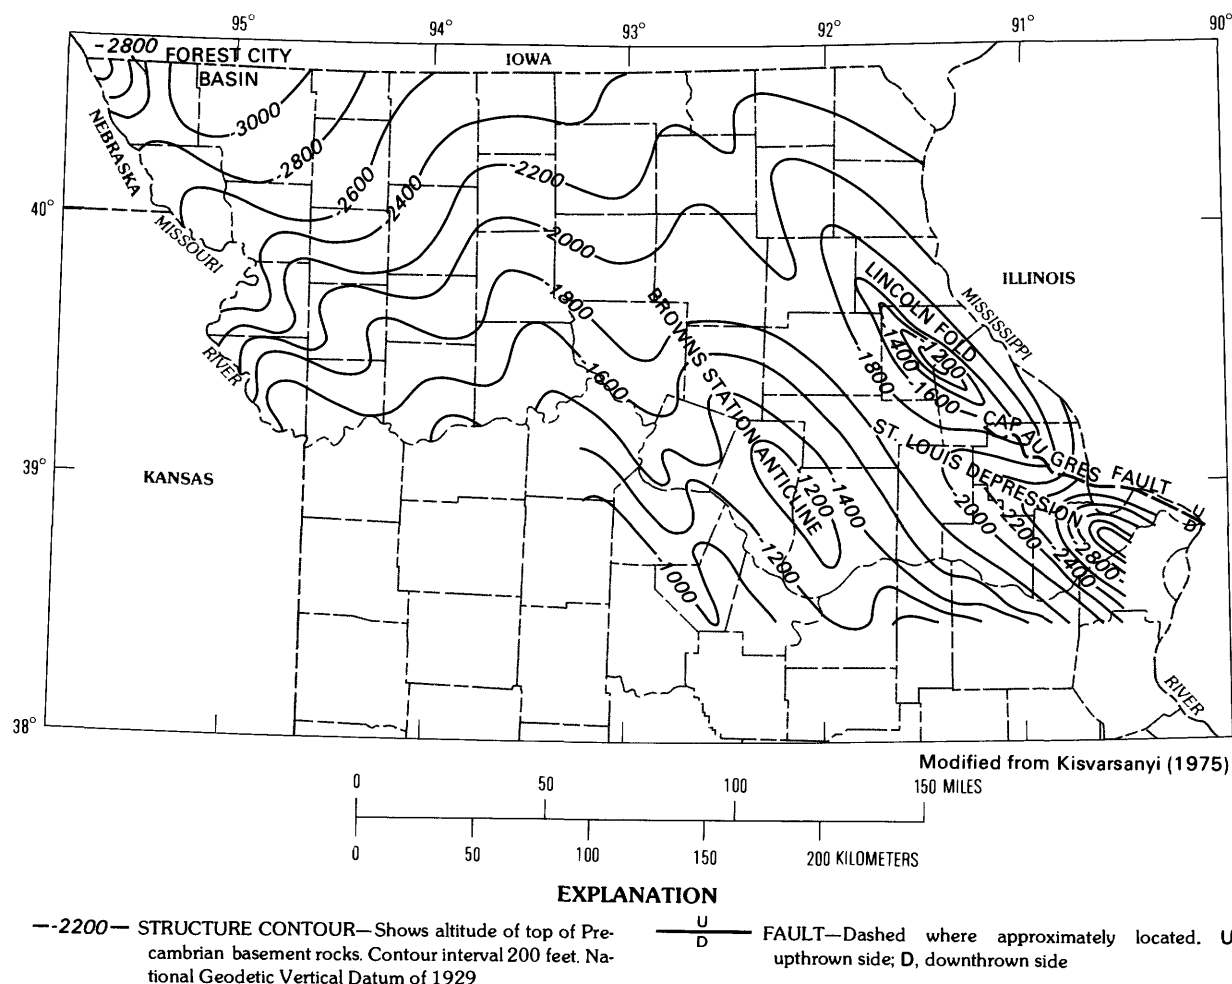 95° 94° 93° 92° 91° 90°
-2800 FOREST CITY BASIN
IOWA
-3000
NEBRASKA
-2800
-2600
-2400
-2200
40°
MISSOURI
-2000
ILLINOIS
LINCOLN FOLD
MISSISSIPPI
-1800
BROWNS STATION ANTICLINE
-1200
-1400
RIVER
-1800
-1600
-1600
CAP AU GRES FAULT
ST. LOUIS DEPRESSION
39°
KANSAS
-1200
-1400
-2000
-2200
-2400
-2800
U
D
-1200
-1000
RIVER
38°
Modified from Kisvarsanyi (1975)
0 50 100 150 MILES
0 50 100 150 200 KILOMETERS
EXPLANATION
—-2200— STRUCTURE CONTOUR—Shows altitude of top of Pre-
cambrian basement rocks. Contour interval 200 feet. Na-
tional Geodetic Vertical Datum of 1929
U
D
FAULT—Dashed where approximately located. U
upthrown side; D, downthrown side